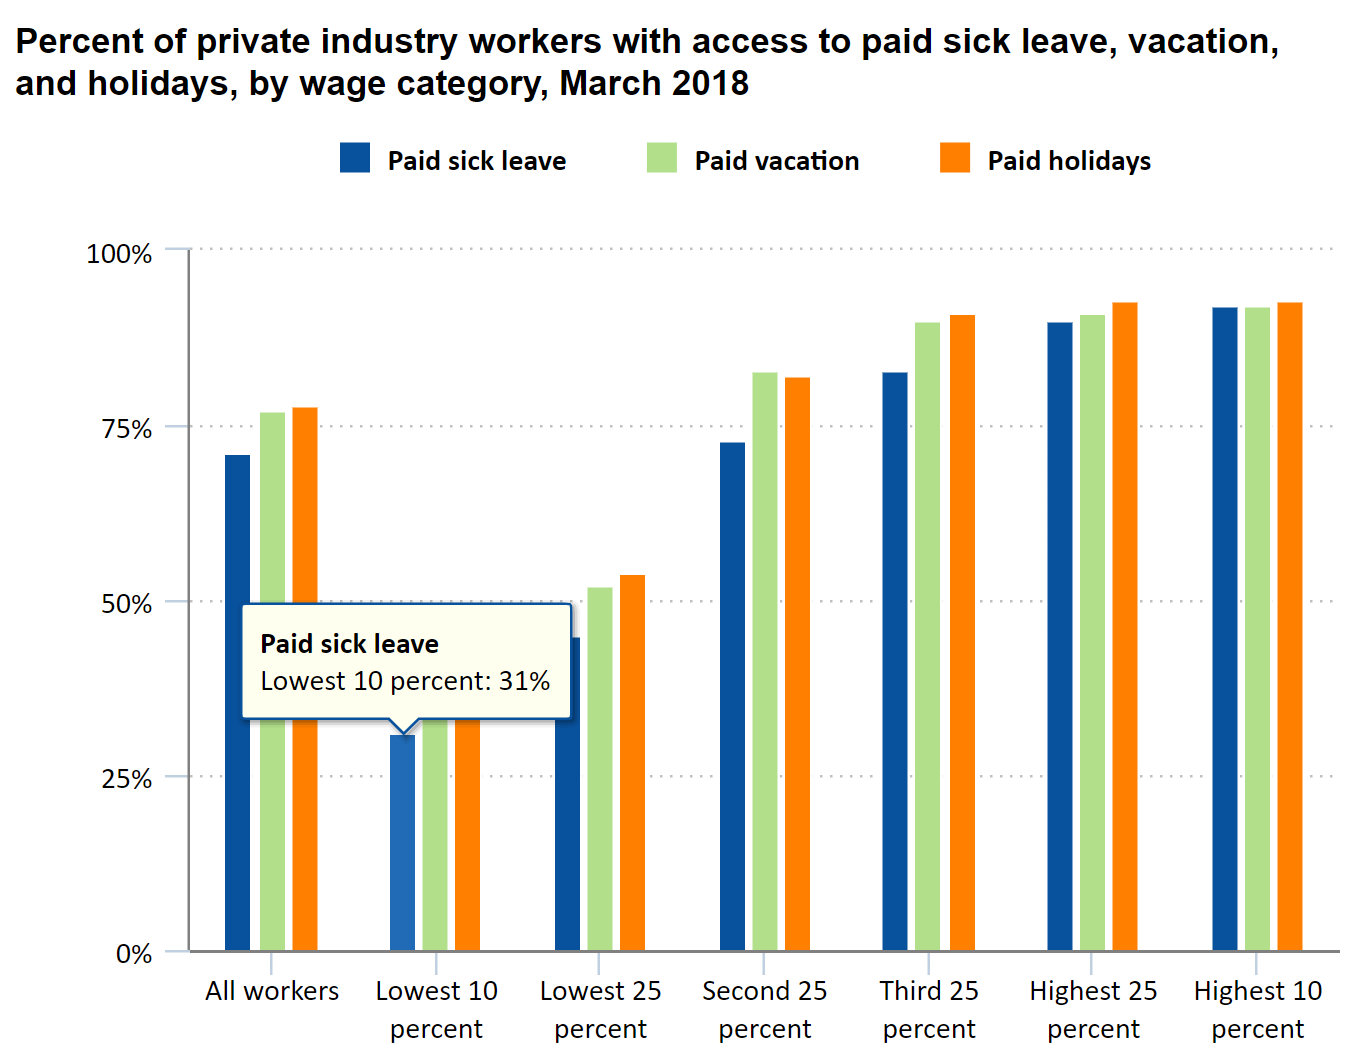 Percent of private industry workers with access to paid sick leave, vacation,
and holidays, by wage category, March 2018
Paid sick leave
Paid vacation
Paid holidays
100%
75%
50%
25%
0%
Paid sick leave
Lowest 10 percent: 31%
All workers
Lowest 10
percent
Lowest 25
percent
Second 25
percent
Third 25
percent
Highest 25
percent
Highest 10
percent